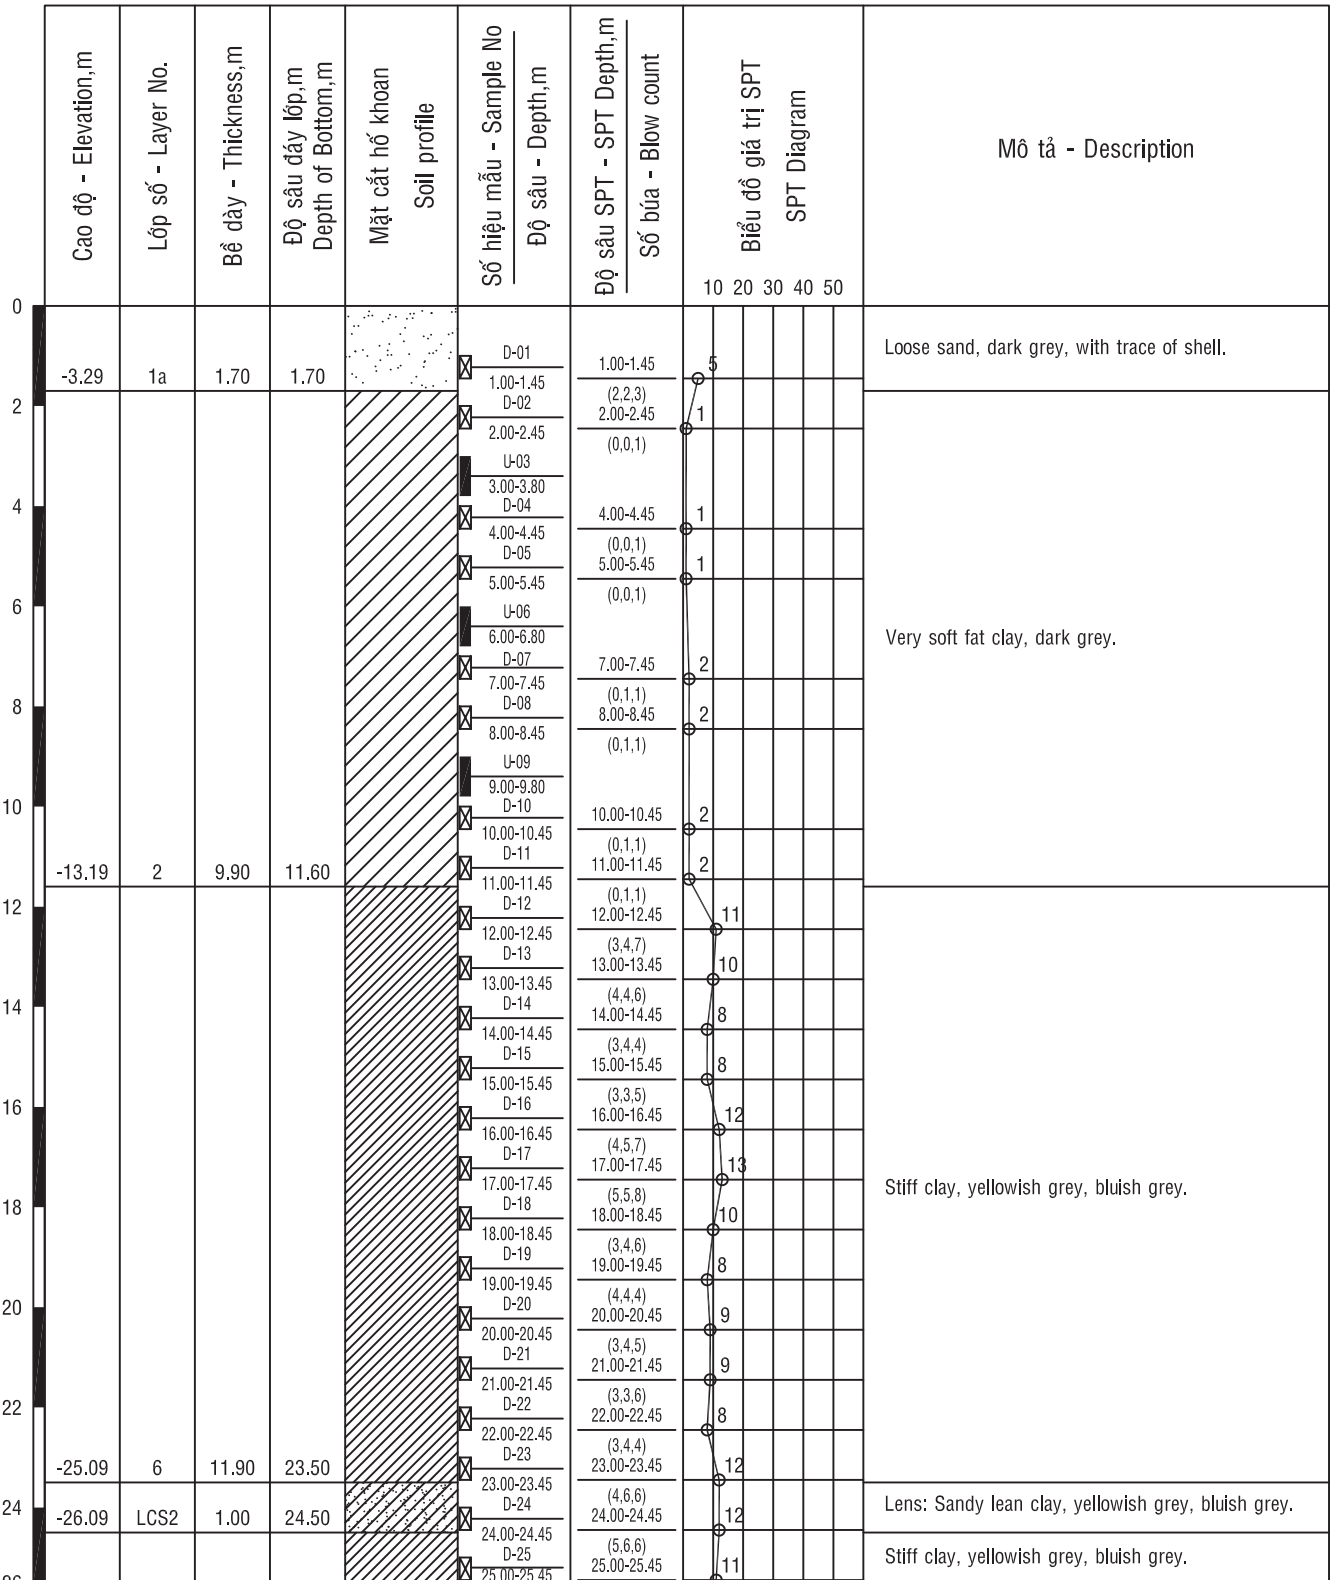 Cao độ - Elevation,m
Lớp số - Layer No.
Bề dày - Thickness,m
Độ sâu đáy lớp,m
Depth of Bottom,m
Mặt cắt hố khoan
Soil profile
Số hiệu mẫu - Sample No
Độ sâu - Depth,m
Độ sâu SPT - SPT Depth,m
Số búa - Blow count
Biểu đồ giá trị SPT
SPT Diagram
10 20 30 40 50
Mô tả - Description
0
D-01
1.00-1.45
5
Loose sand, dark grey, with trace of shell.
-3.29 1a 1.70 1.70
1.00-1.45
(2,2,3)
2
D-02
2.00-2.45
1
2.00-2.45
(0,0,1)
U-03
3.00-3.80
4
D-04
4.00-4.45
1
4.00-4.45
(0,0,1)
D-05
5.00-5.45
1
5.00-5.45
(0,0,1)
6
U-06
6.00-6.80
Very soft fat clay, dark grey.
D-07
7.00-7.45
2
7.00-7.45
(0,1,1)
8
D-08
8.00-8.45
2
8.00-8.45
(0,1,1)
U-09
9.00-9.80
10
D-10
10.00-10.45
2
10.00-10.45
(0,1,1)
D-11
11.00-11.45
2
-13.19 2 9.90 11.60
11.00-11.45
(0,1,1)
12
D-12
12.00-12.45
11
12.00-12.45
(3,4,7)
D-13
13.00-13.45
10
13.00-13.45
(4,4,6)
14
D-14
14.00-14.45
8
14.00-14.45
(3,4,4)
D-15
15.00-15.45
8
15.00-15.45
(3,3,5)
16
D-16
16.00-16.45
12
16.00-16.45
(4,5,7)
D-17
17.00-17.45
13
17.00-17.45
(5,5,8)
Stiff clay, yellowish grey, bluish grey.
18
D-18
18.00-18.45
10
18.00-18.45
(3,4,6)
D-19
19.00-19.45
8
19.00-19.45
(4,4,4)
20
D-20
20.00-20.45
9
20.00-20.45
(3,4,5)
D-21
21.00-21.45
9
21.00-21.45
(3,3,6)
22
D-22
22.00-22.45
8
22.00-22.45
(3,4,4)
D-23
23.00-23.45
12
-25.09 6 11.90 23.50
23.00-23.45
(4,6,6)
24
D-24
24.00-24.45
12
Lens: Sandy lean clay, yellowish grey, bluish grey.
-26.09 LCS2 1.00 24.50
24.00-24.45
(5,6,6)
D-25
25.00-25.45
11
Stiff clay, yellowish grey, bluish grey.
25.00-25.45
26